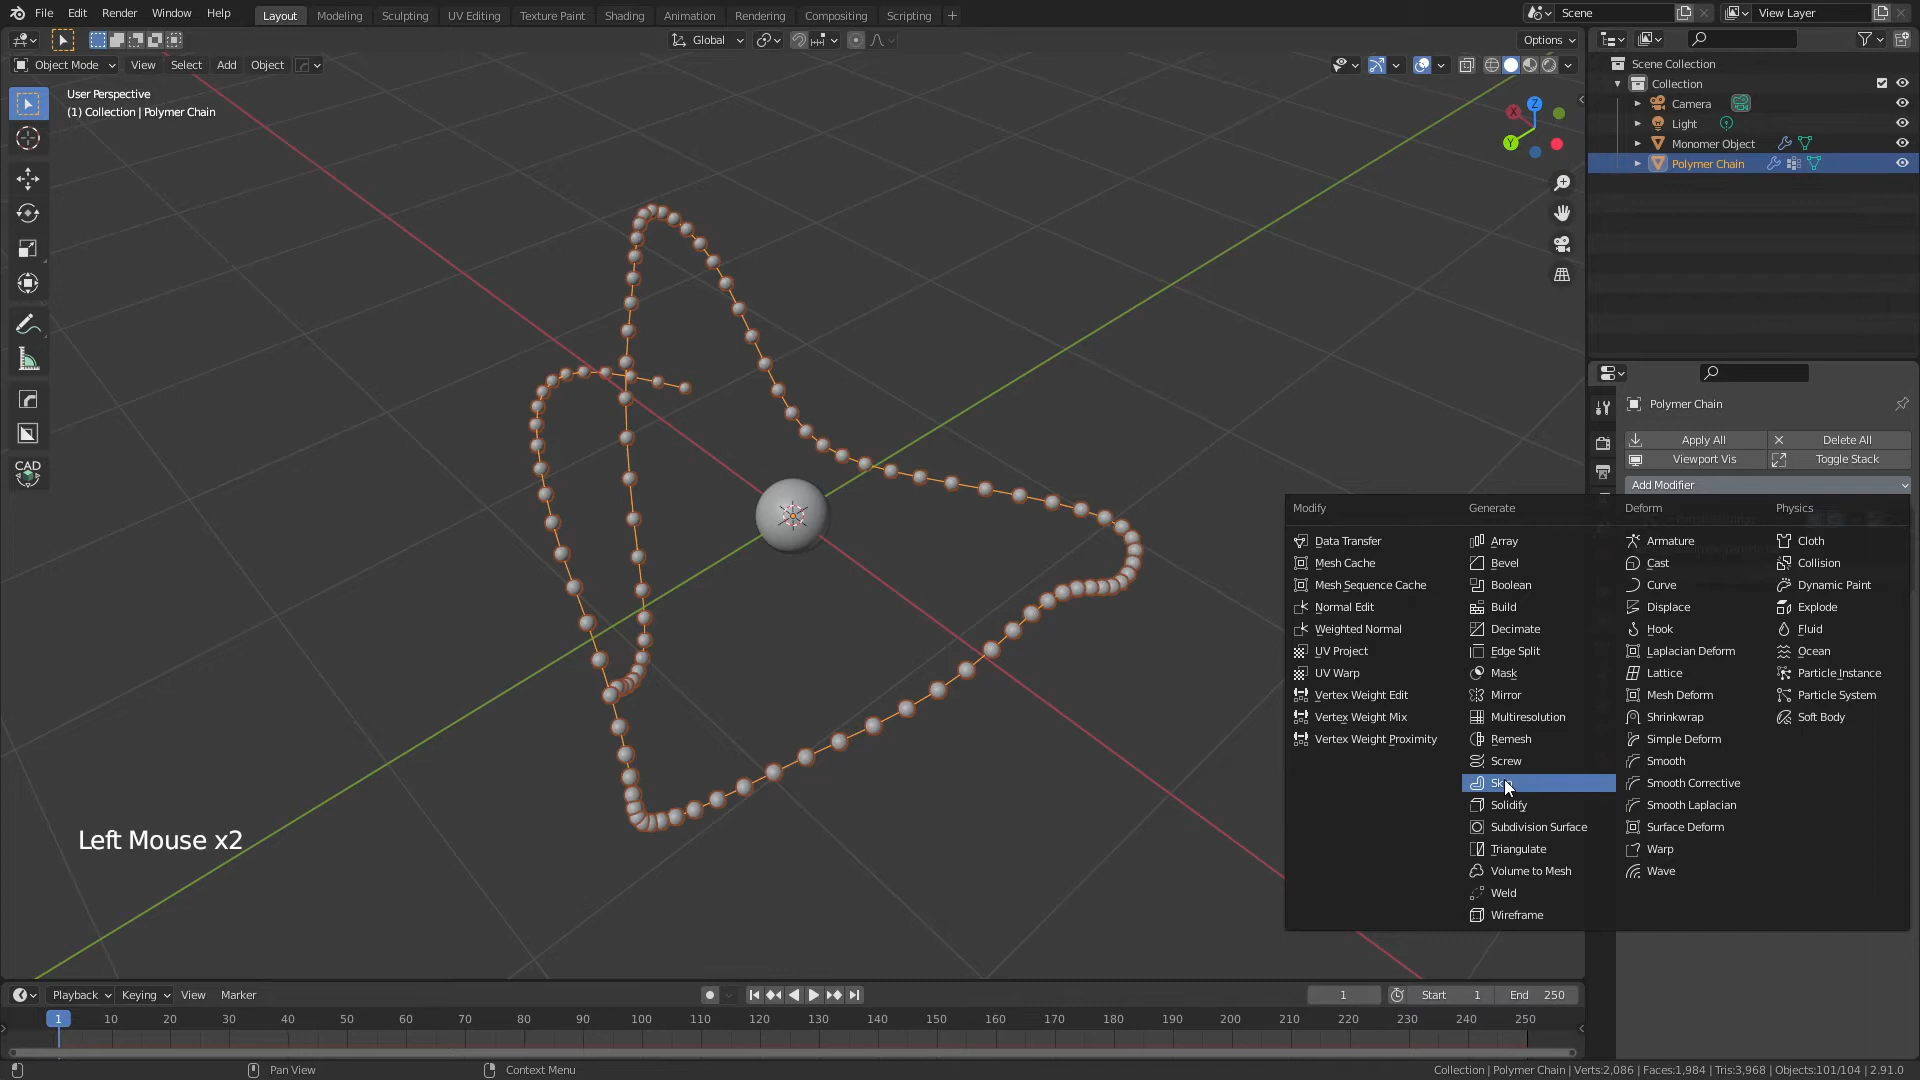 File Edit Render Window Help Layout Modeling Sculpting UV Editing Texture Paint Shading Animation Rendering Compositing Scripting + Scene View Layer
Global Options
Object Mode View Select Add Object
User Perspective
(1) Collection | Polymer Chain
X Z Y
CAD
Left Mouse x2
Scene Collection
Collection
Camera
Light
Monomer Object
Polymer Chain
Polymer Chain
Apply All Delete All
Viewport Vis Toggle Stack
Add Modifier
Modify Generate Deform Physics
Data Transfer Array Armature Cloth
Mesh Cache Bevel Cast Collision
Mesh Sequence Cache Boolean Curve Dynamic Paint
Normal Edit Build Displace Explode
Weighted Normal Decimate Hook Fluid
UV Project Edge Split Laplacian Deform Ocean
UV Warp Mask Lattice Particle Instance
Vertex Weight Edit Mirror Mesh Deform Particle System
Vertex Weight Mix Multiresolution Shrinkwrap Soft Body
Vertex Weight Proximity Remesh Simple Deform
Screw Smooth
Smooth Corrective
Solidify Smooth Laplacian
Subdivision Surface Surface Deform
Triangulate Warp
Volume to Mesh Wave
Weld
Wireframe
Playback Keying View Marker 1 Start 1 End 250
1 10 20 30 40 50 60 70 80 90 100 110 120 130 140 150 160 170 180 190 200 210 220 230 240 250
Pan View Context Menu Collection | Polymer Chain | Verts:2,086 | Faces:1,984 | Tris:3,968 | Objects:101/104 | 2.91.0